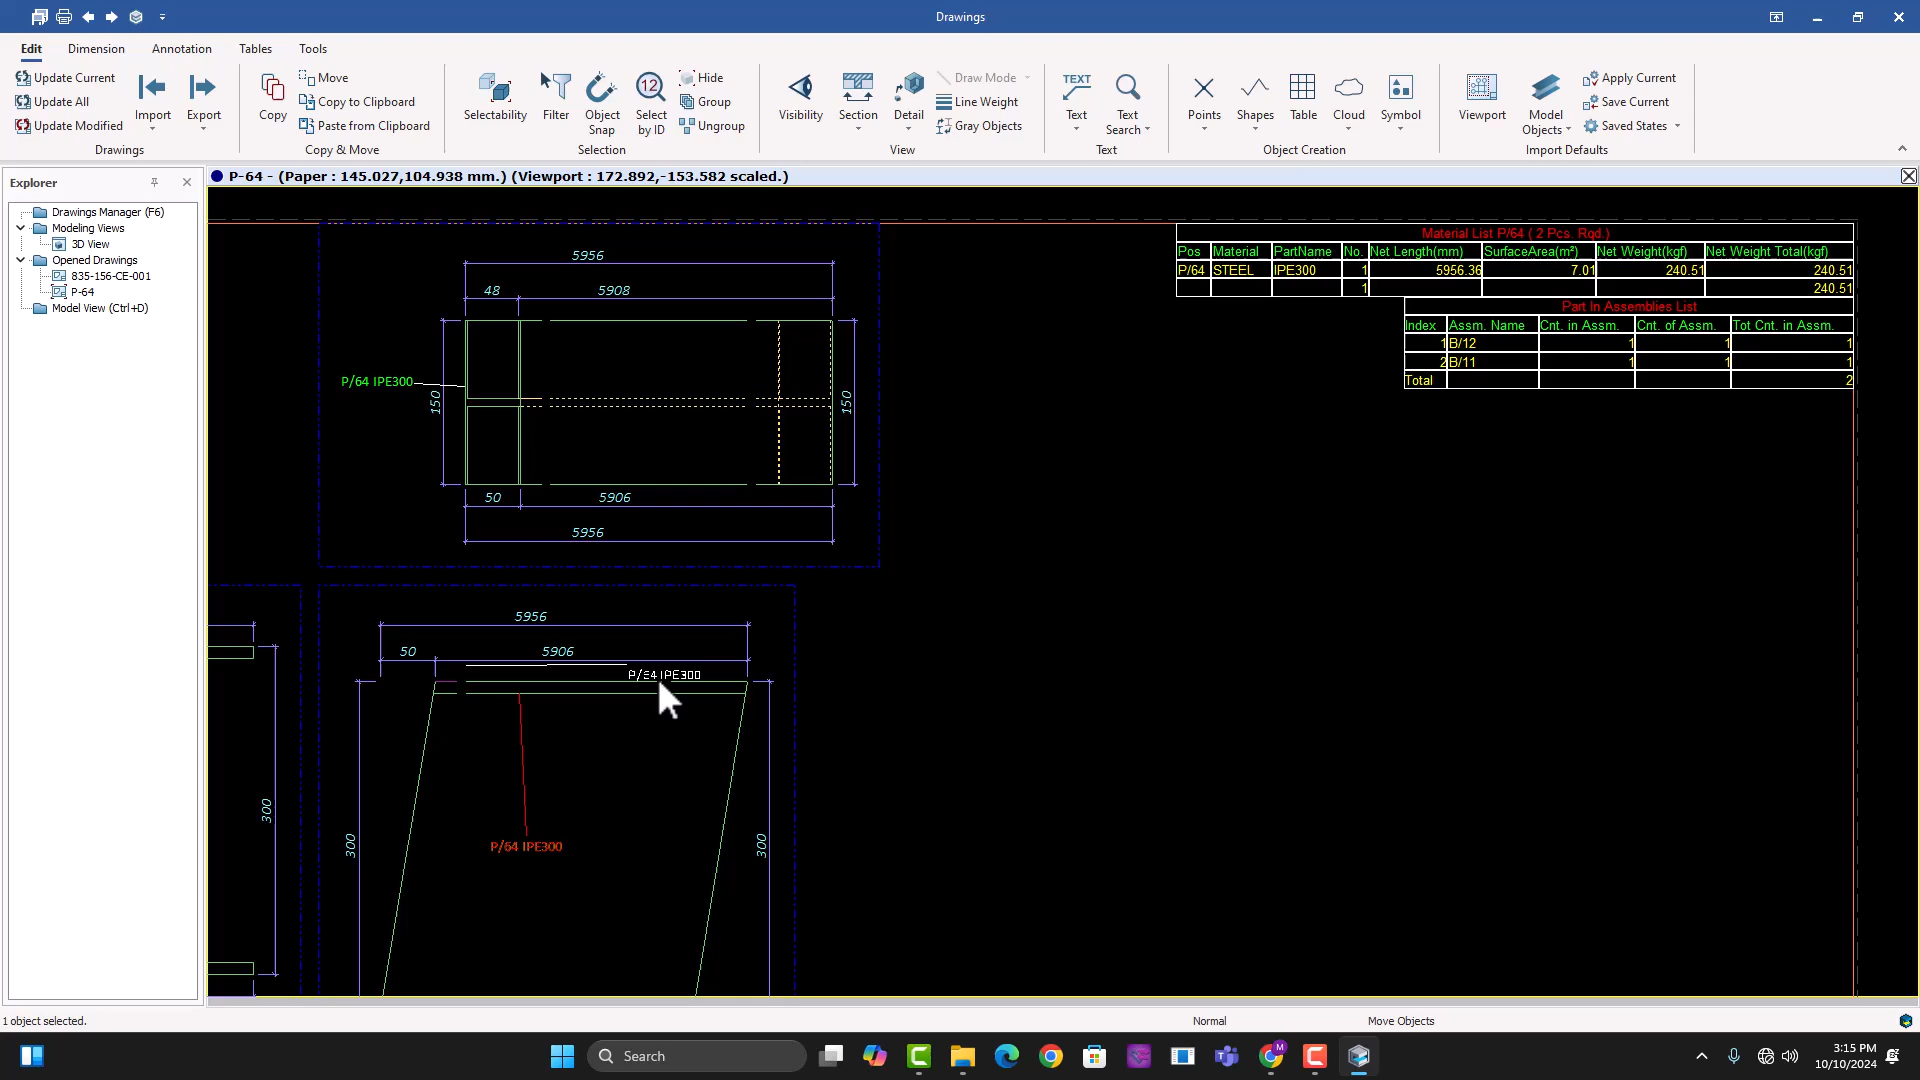 Drawings
Edit Dimension Annotation Tables Tools
Update Current
Update All
Update Modified
Import
Export
Drawings
Copy
Move
Copy to Clipboard
Paste from Clipboard
Copy & Move
Selectability
Filter
Object Snap
12
Select by ID
Hide
Group
Ungroup
Selection
Visibility
Section
Detail
Draw Mode
Line Weight
Gray Objects
View
TEXT
Text
Text Search
Text
Points
Shapes
Table
Cloud
Symbol
Object Creation
Viewport
Model Objects
Apply Current
Save Current
Saved States
Import Defaults
Explorer
Drawings Manager (F6)
Modeling Views
3D View
Opened Drawings
835-156-CE-001
P-64
Model View (Ctrl+D)
P-64 - (Paper : 145.027,104.938 mm.) (Viewport : 172.892,-153.582 scaled.)
5956
48 5908
P/64 IPE300
150
150
50 5906
5956
Material List P/64 ( 2 Pcs. Rqd.)
Pos Material PartName No. Net Length(mm) SurfaceArea(m²) Net Weight(kgf) Net Weight Total(kgf)
P/64 STEEL IPE300 1 5956.36 7.01 240.51 240.51
1 240.51
Part In Assemblies List
Index Assm. Name Cnt. in Assm. Cnt. of Assm. Tot Cnt. in Assm.
1 B/12 1 1 1
2 B/11 1 1 1
Total 2
300
5956
50 5906
P/64 IPE300
P/64 IPE300
300
300
1 object selected.
Normal
Move Objects
Search
3:15 PM
10/10/2024